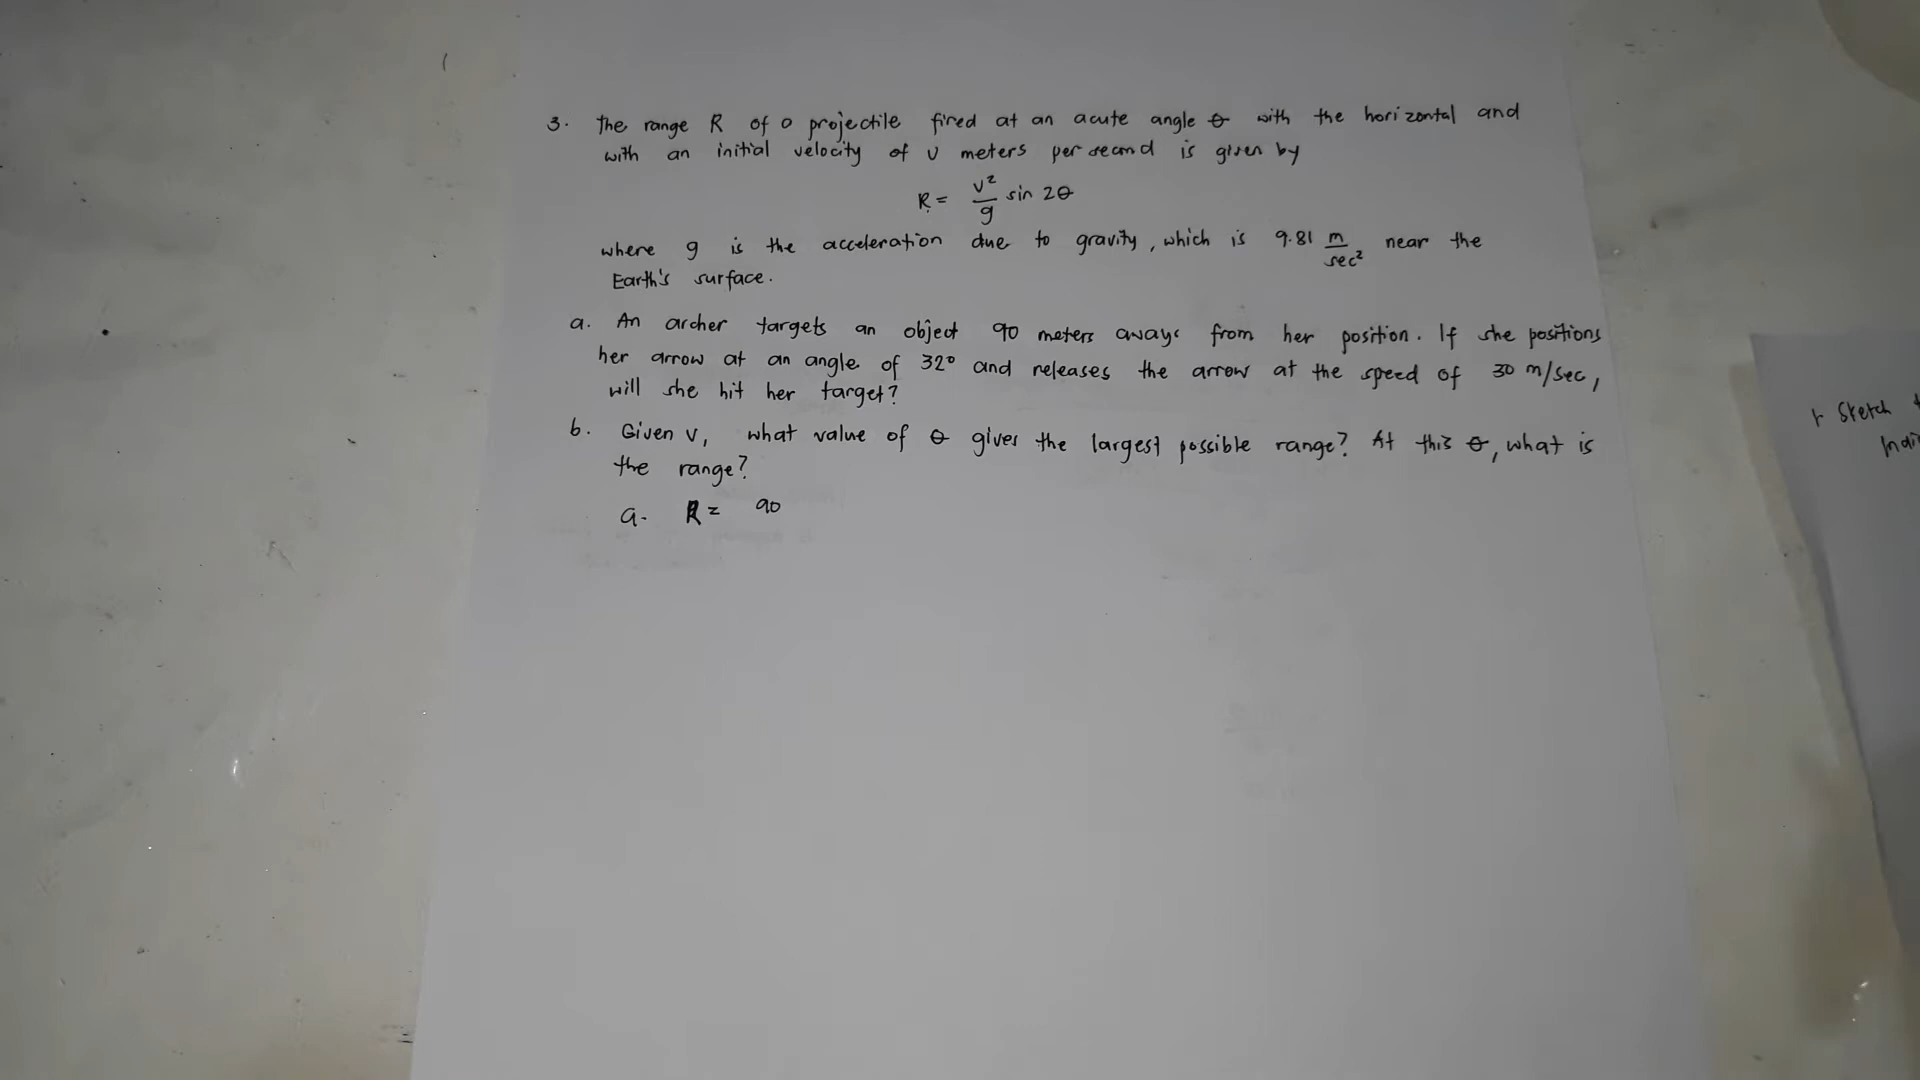 3. The range R of a projectile fired at an acute angle θ with the horizontal and
with an initial velocity of v meters per second is given by
R = v²/g sin 2θ
where g is the acceleration due to gravity, which is 9.81 m/sec² near the
Earth's surface.
a. An archer targets an object 90 meters aways from her position. If she positions
her arrow at an angle of 32° and releases the arrow at the speed of 30 m/sec,
will she hit her target?
b. Given v, what value of θ gives the largest possible range? At this θ, what is
the range?
a. R = 90
Sketch